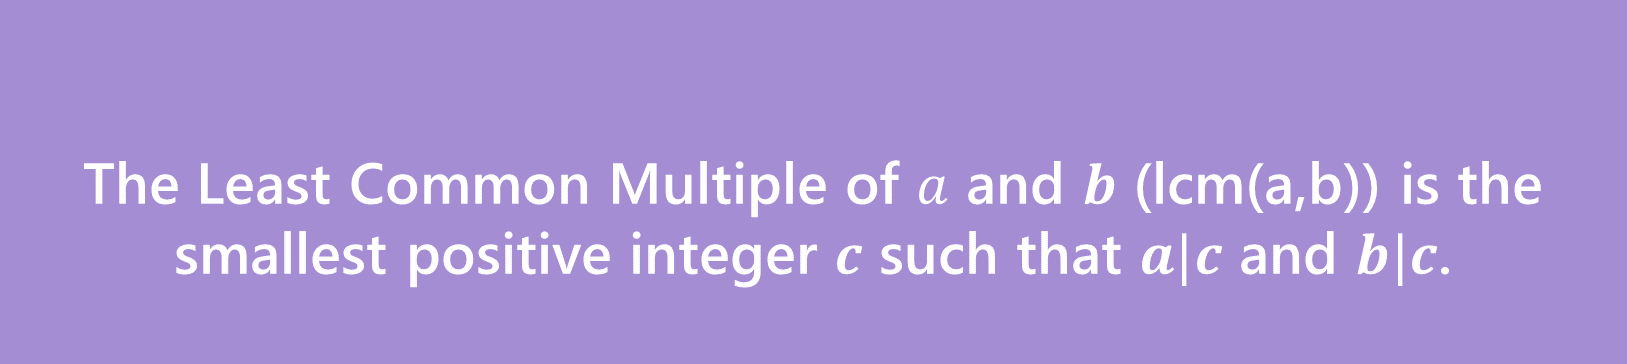 The Least Common Multiple of a and b (lcm(a,b)) is the
smallest positive integer c such that a|c and b|c.